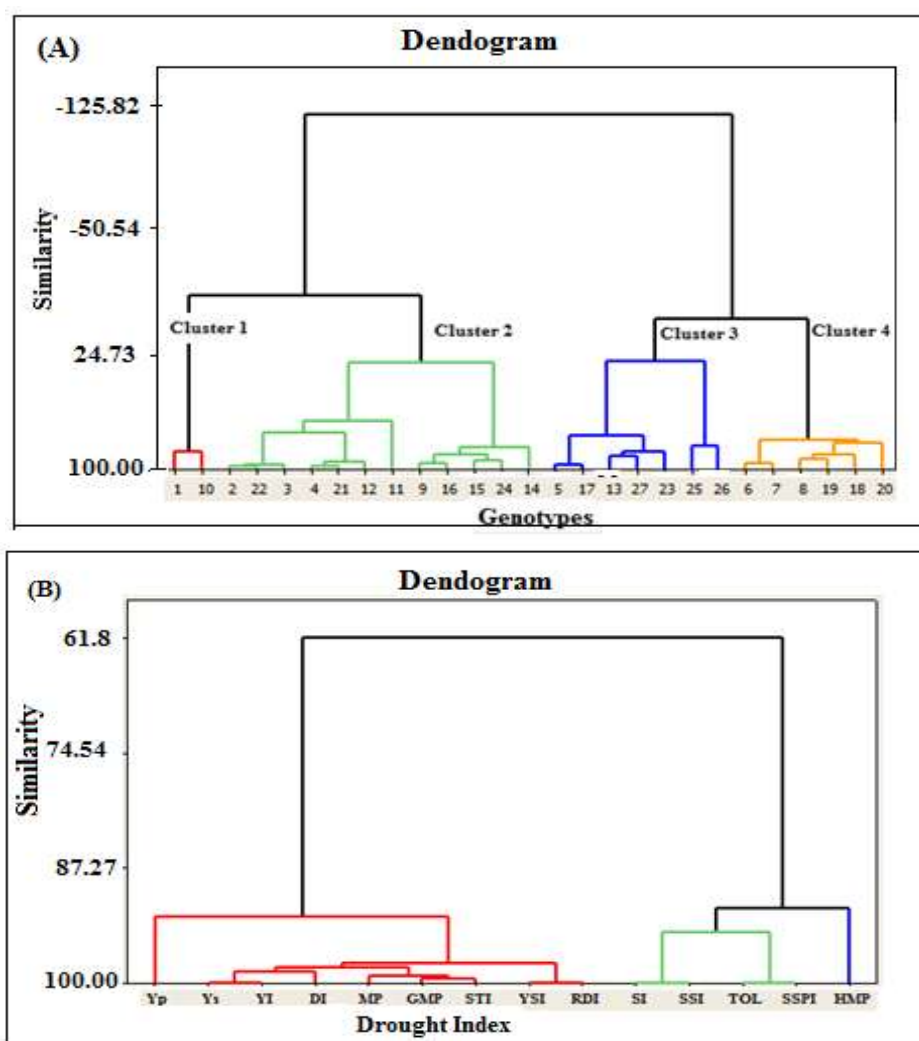 (A)
Dendogram
Similarity
-125.82
-50.54
24.73
100.00
Cluster 1
Cluster 2
Cluster 3
Cluster 4
1 10 2 22 3 4 21 12 11 9 16 15 24 14 5 17 13 27 23 25 26 6 7 8 19 18 20
Genotypes
(B)
Dendogram
Similarity
61.8
74.54
87.27
100.00
Yp Ys YI DI MP GMP STI YSI RDI SI SSI TOL SSPI HMP
Drought Index